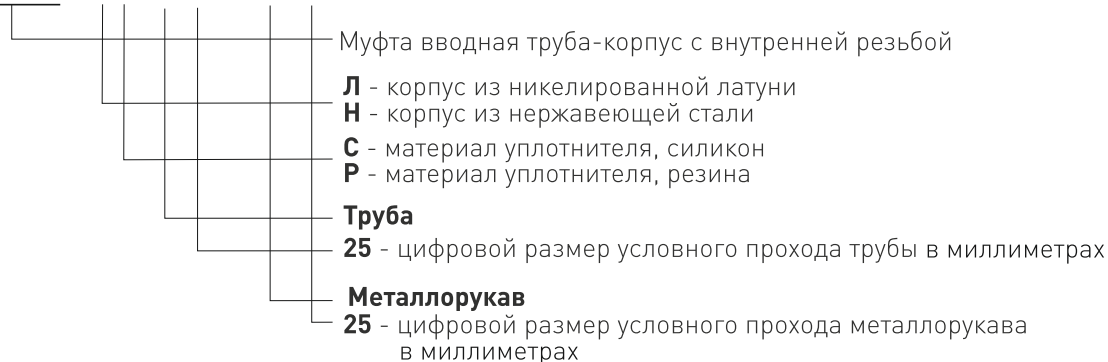 Муфта вводная труба-корпус с внутренней резьбой
Л - корпус из никелированной латуни
Н - корпус из нержавеющей стали
С - материал уплотнителя, силикон
Р - материал уплотнителя, резина
Труба
25 - цифровой размер условного прохода трубы в миллиметрах
Металлорукав
25 - цифровой размер условного прохода металлорукава
в миллиметрах